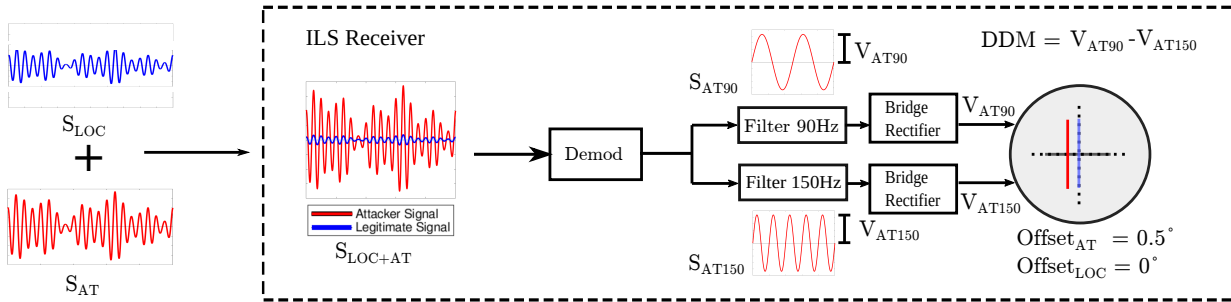 S_LOC
+
S_AT
ILS Receiver
Attacker Signal
Legitimate Signal
S_LOC+AT
Demod
S_AT90
V_AT90
Filter 90Hz
Bridge
Rectifier
V_AT90
Filter 150Hz
Bridge
Rectifier
V_AT150
S_AT150
V_AT150
DDM = V_AT90 -V_AT150
Offset_AT = 0.5°
Offset_LOC = 0°